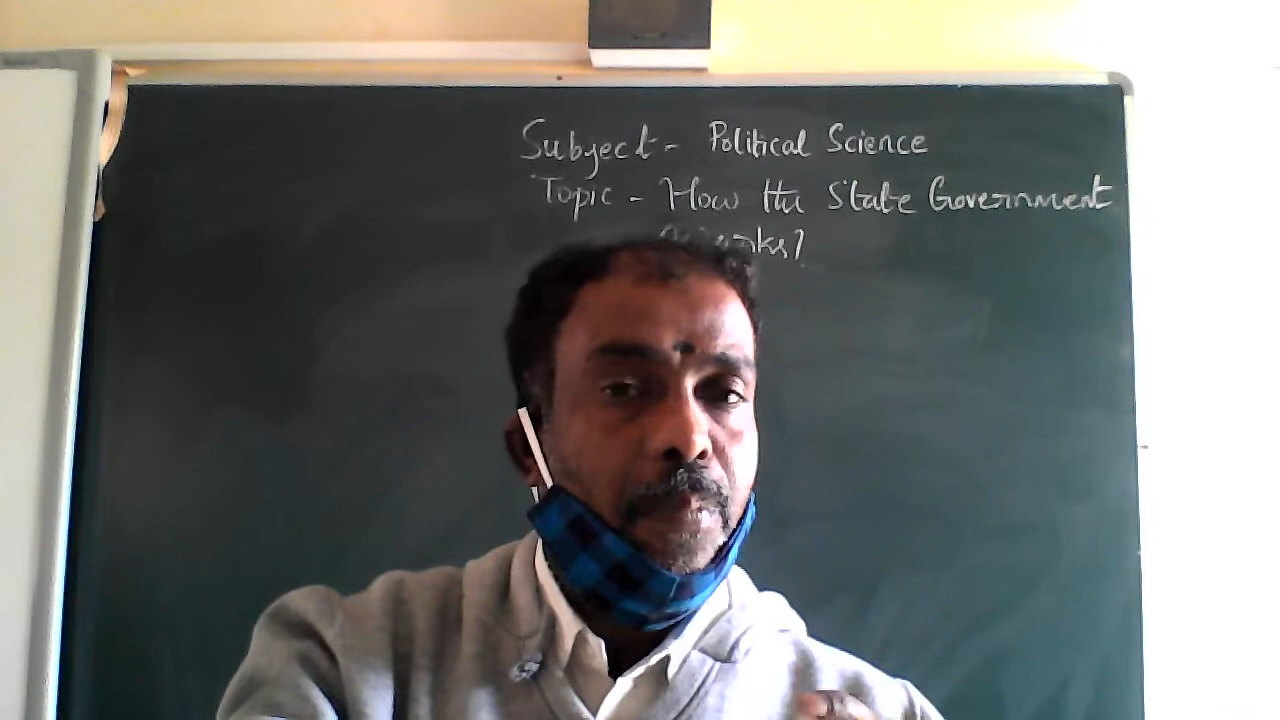 Subject - Political Science
Topic - How the State Government